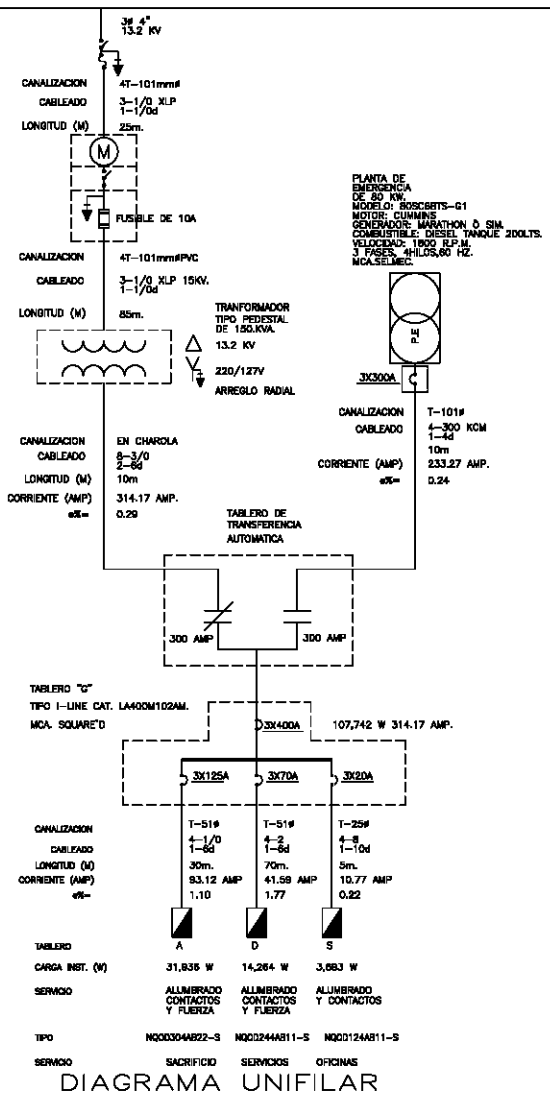 3ø 4"
13.2 KV
CANALIZACION 4T-101mmø
CABLEADO 3-1/0 XLP
1-1/0d
LONGITUD (M) 25m.
M
FUSIBLE DE 10A
CANALIZACION 4T-101mmøPVC
CABLEADO 3-1/0 XLP 15KV.
1-1/0d
LONGITUD (M) 85m.
TRANFORMADOR
TIPO PEDESTAL
DE 150.KVA.
13.2 KV
220/127V
ARREGLO RADIAL
PLANTA DE
EMERGENCIA
DE 80 KW.
MODELO: 80SC6BTS-G1
MOTOR: CUMMINS
GENERADOR: MARATHON O SIM.
COMBUSTIBLE: DIESEL TANQUE 200LTS.
VELOCIDAD: 1800 R.P.M.
3 FASES, 4HILOS,60 HZ.
MCA.SELMEC.
P.E
3X300A
CANALIZACION T-101ø
CABLEADO 4-300 KCM
1-4d
10m
CORRIENTE (AMP) 233.27 AMP.
e%= 0.24
CANALIZACION EN CHAROLA
CABLEADO 8-3/0
2-6d
LONGITUD (M) 10m
CORRIENTE (AMP) 314.17 AMP.
e%= 0.29
TABLERO DE
TRANSFERENCIA
AUTOMATICA
300 AMP 300 AMP
TABLERO "G"
TIPO I-LINE CAT. LA400M102AM.
MCA. SQUARE'D
3X400A 107,742 W 314.17 AMP.
3X125A 3X70A 3X20A
CANALIZACION T-51ø T-51ø T-25ø
CABLEADO 4-1/0 4-2 4-8
1-6d 1-6d 1-10d
LONGITUD (M) 30m. 70m. 5m.
CORRIENTE (AMP) 93.12 AMP 41.59 AMP 10.77 AMP
e%= 1.10 1.77 0.22
TABLERO A D S
CARGA INST. (W) 31,936 W 14,264 W 3,693 W
SERVICIO ALUMBRADO ALUMBRADO ALUMBRADO
CONTACTOS CONTACTOS Y CONTACTOS
Y FUERZA Y FUERZA
TIPO NQOD304AB22-S NQOD244AB11-S NQOD124AB11-S
SERVICIO SACRIFICIO SERVICIOS OFICINAS
DIAGRAMA UNIFILAR